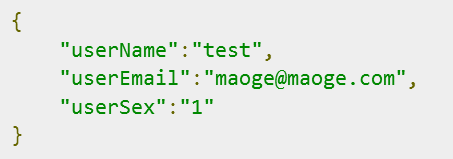 {
    "userName":"test",
    "userEmail":"maoge@maoge.com",
    "userSex":"1"
}